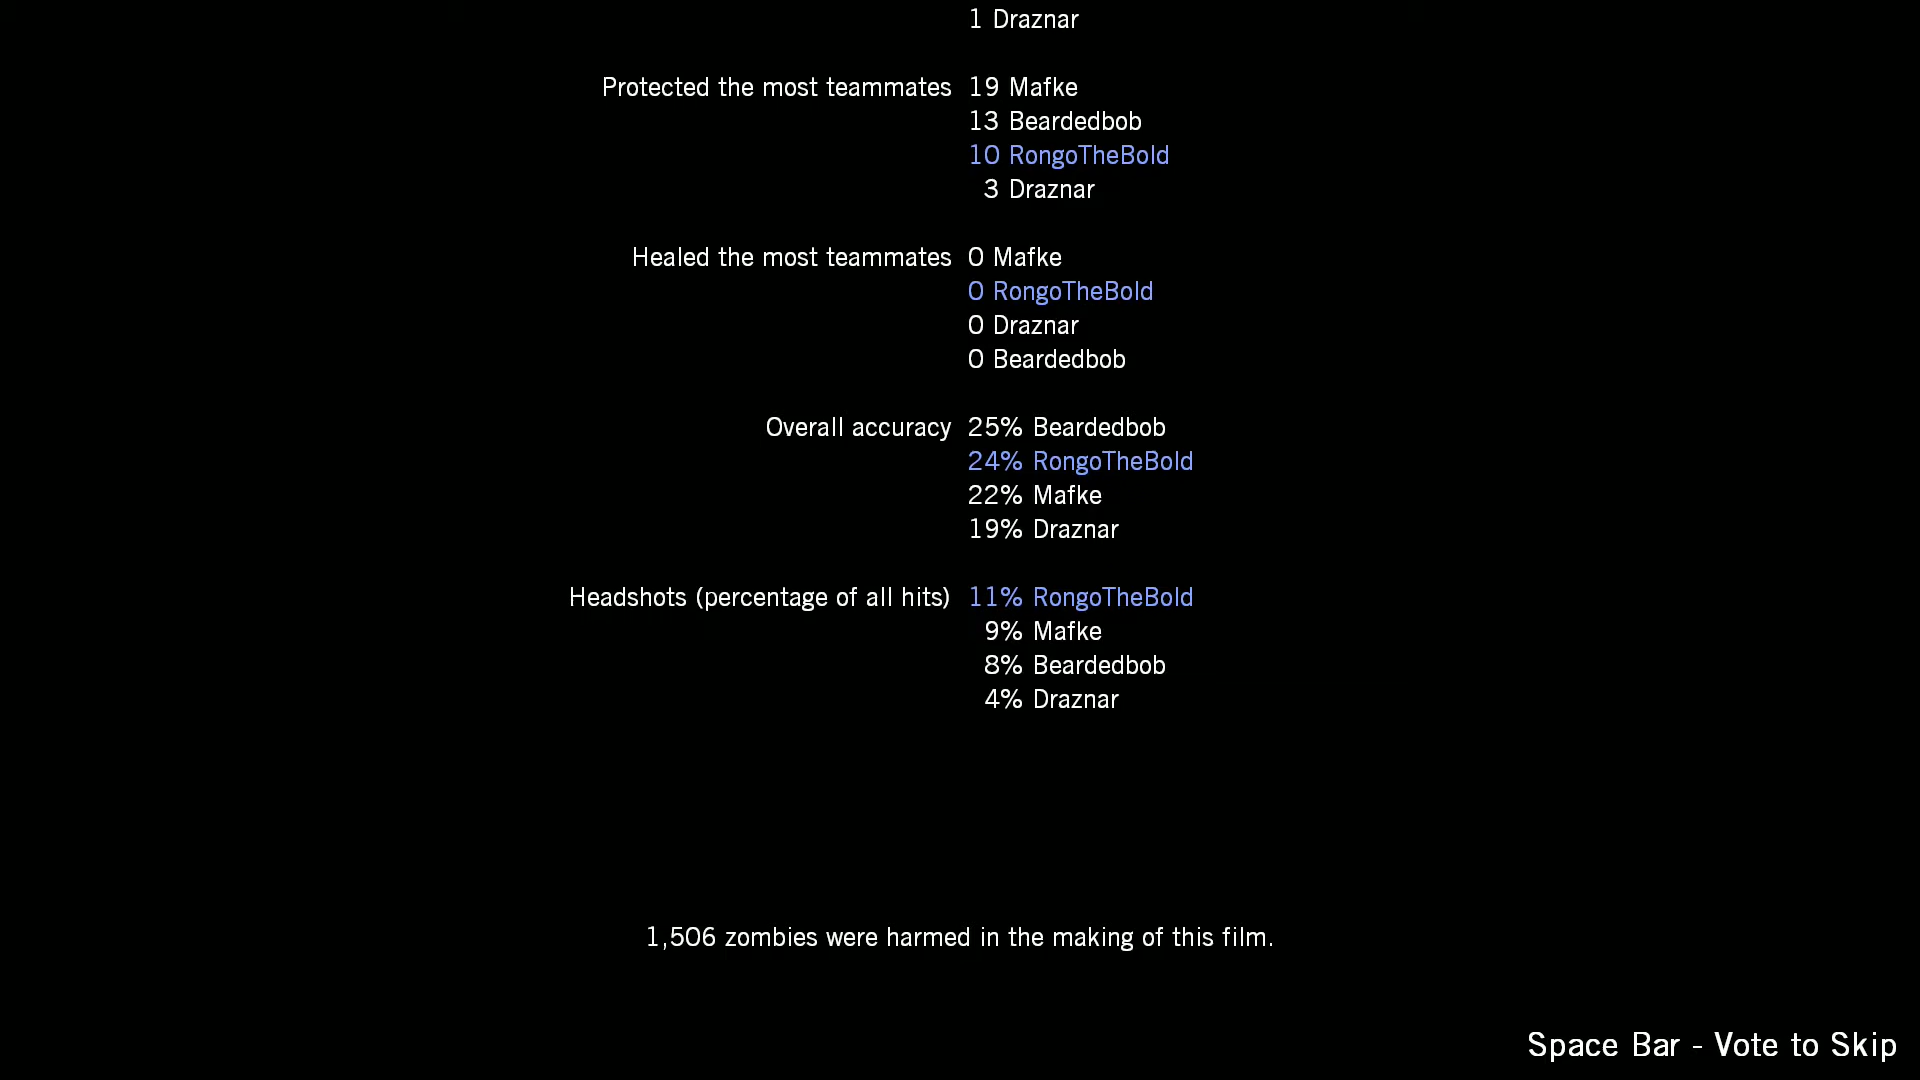 1 Draznar
Protected the most teammates 19 Mafke
13 Beardedbob
10 RongoTheBold
3 Draznar
Healed the most teammates 0 Mafke
0 RongoTheBold
0 Draznar
0 Beardedbob
Overall accuracy 25% Beardedbob
24% RongoTheBold
22% Mafke
19% Draznar
Headshots (percentage of all hits) 11% RongoTheBold
9% Mafke
8% Beardedbob
4% Draznar
1,506 zombies were harmed in the making of this film.
Space Bar - Vote to Skip